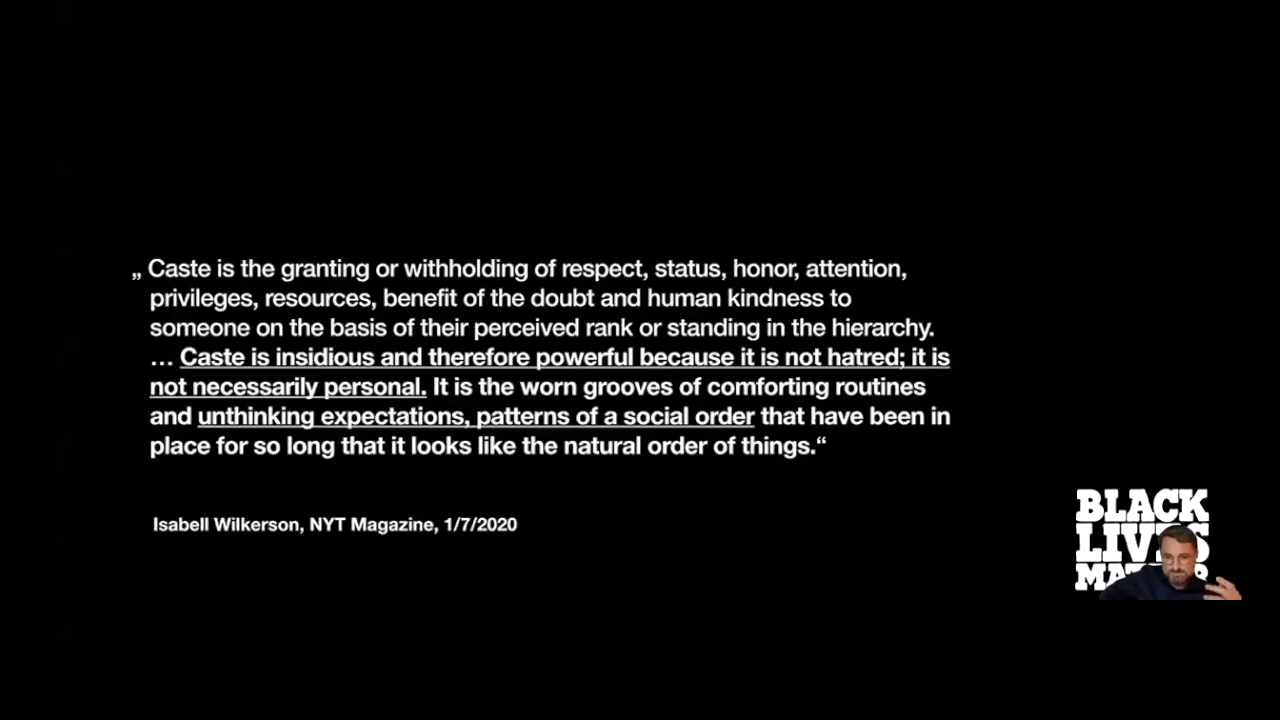 „ Caste is the granting or withholding of respect, status, honor, attention,
privileges, resources, benefit of the doubt and human kindness to
someone on the basis of their perceived rank or standing in the hierarchy.
… Caste is insidious and therefore powerful because it is not hatred; it is
not necessarily personal. It is the worn grooves of comforting routines
and unthinking expectations, patterns of a social order that have been in
place for so long that it looks like the natural order of things.“
Isabell Wilkerson, NYT Magazine, 1/7/2020
BLACK